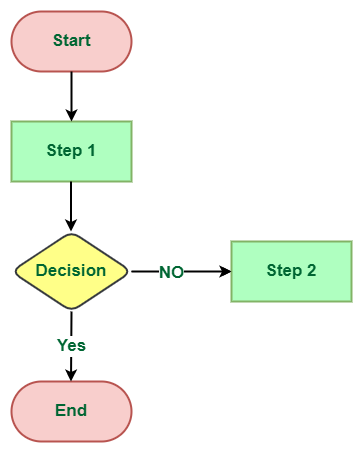 Start
Step 1
Decision
NO
Step 2
Yes
End